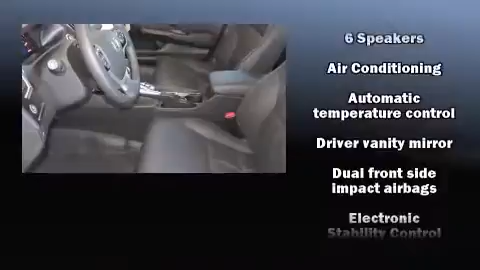 6 Speakers
Air Conditioning
Automatic
temperature control
Driver vanity mirror
Dual front side
impact airbags
Electronic
Stability Control